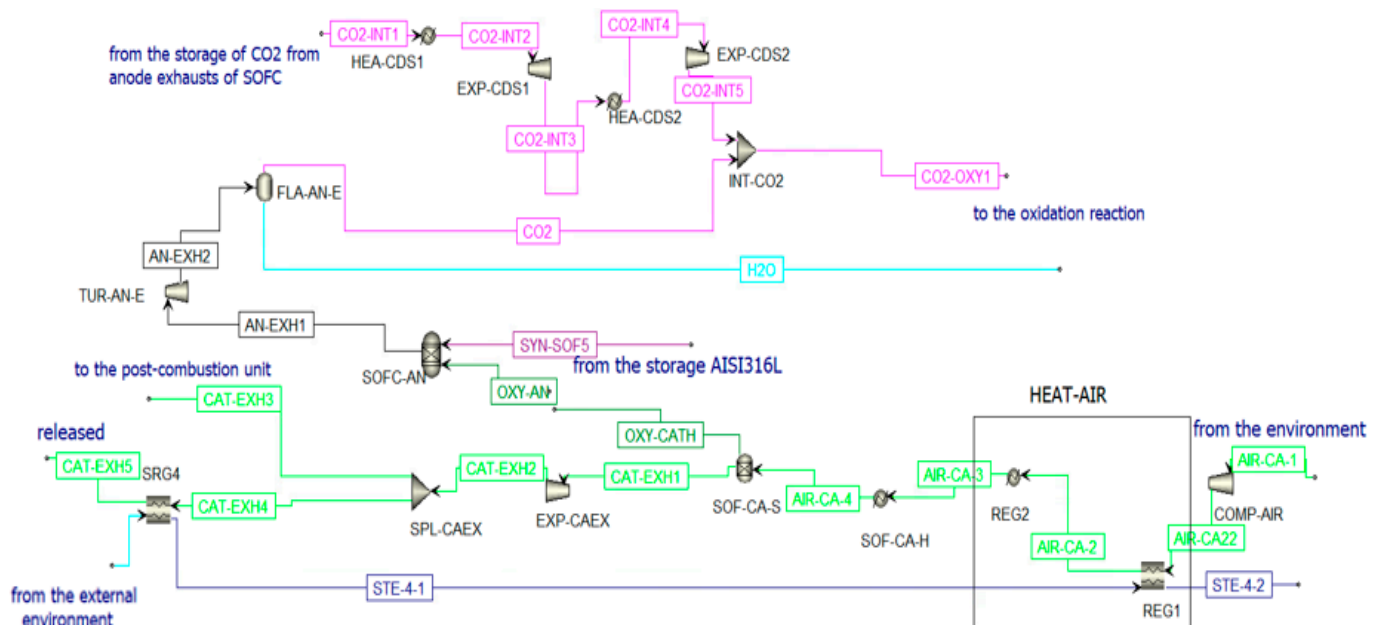 CO2-INT1
HEA-CDS1
CO2-INT2
EXP-CDS1
CO2-INT3
HEA-CDS2
CO2-INT4
EXP-CDS2
CO2-INT5
INT-CO2
CO2-OXY1
from the storage of CO2 from
anode exhausts of SOFC
to the oxidation reaction
FLA-AN-E
CO2
H2O
AN-EXH2
TUR-AN-E
AN-EXH1
SOFC-AN
SYN-SOF5
from the storage AISI316L
OXY-AN
OXY-CATH
to the post-combustion unit
CAT-EXH3
released
CAT-EXH5
SRG4
CAT-EXH4
SPL-CAEX
CAT-EXH2
EXP-CAEX
CAT-EXH1
SOF-CA-S
AIR-CA-4
SOF-CA-H
AIR-CA-3
HEAT-AIR
REG2
AIR-CA-2
from the environment
AIR-CA-1
COMP-AIR
AIR-CA22
REG1
STE-4-1
STE-4-2
from the external
environment